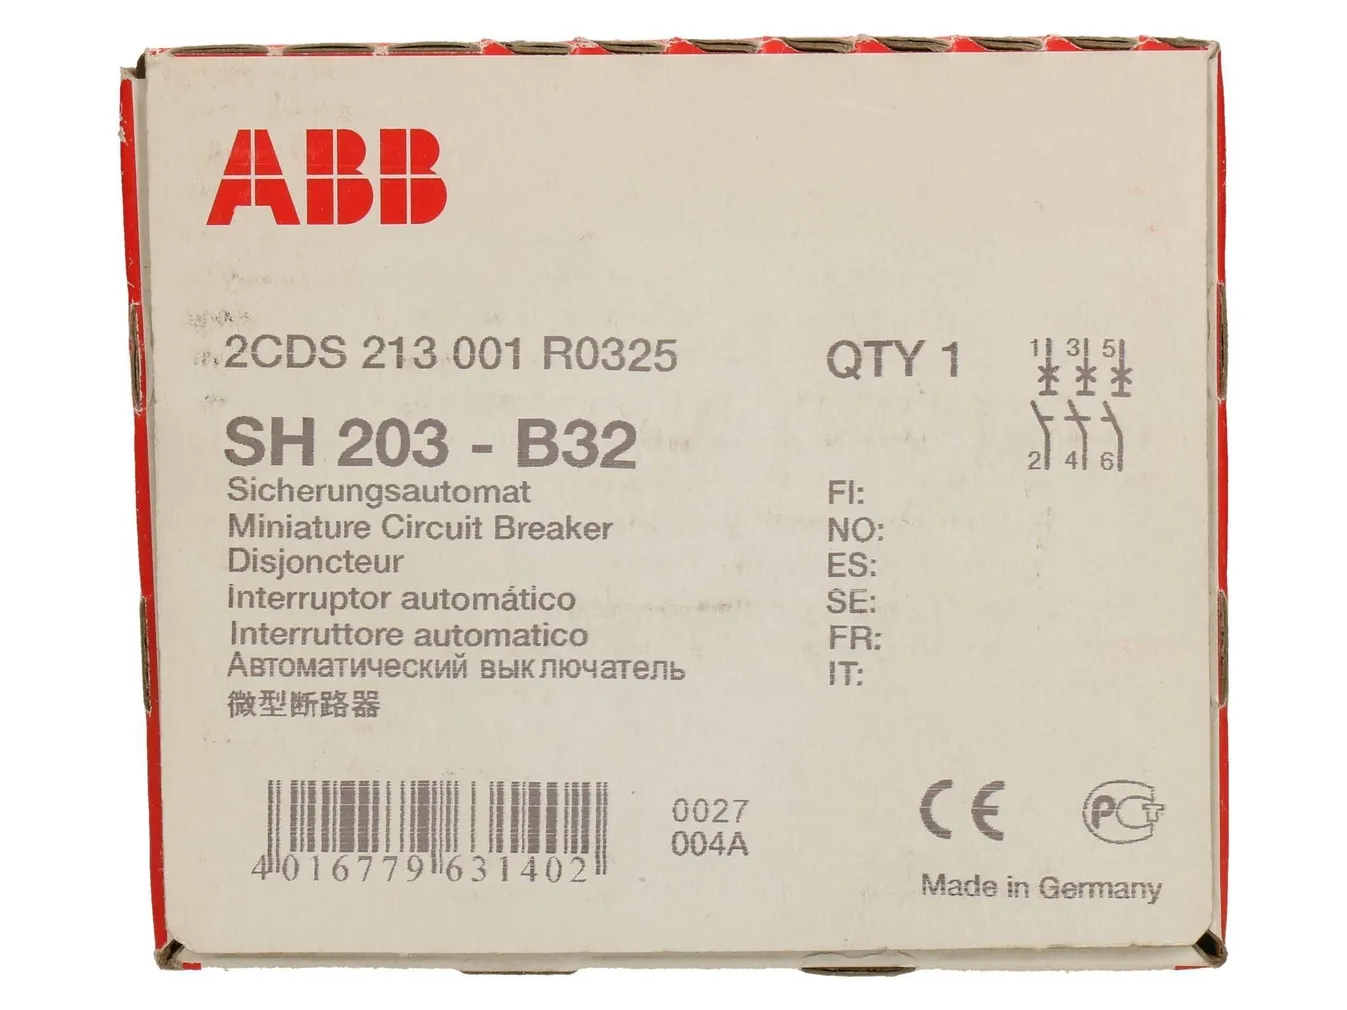 ABB
2CDS 213 001 R0325
QTY 1
1 3 5
2 4 6
SH 203 - B32
Sicherungsautomat
Miniature Circuit Breaker
Disjoncteur
Interruptor automático
Interruttore automatico
Автоматический выключатель
微型断路器
FI:
NO:
ES:
SE:
FR:
IT:
4 016779 631402
0027
004A
CE
PCT
Made in Germany